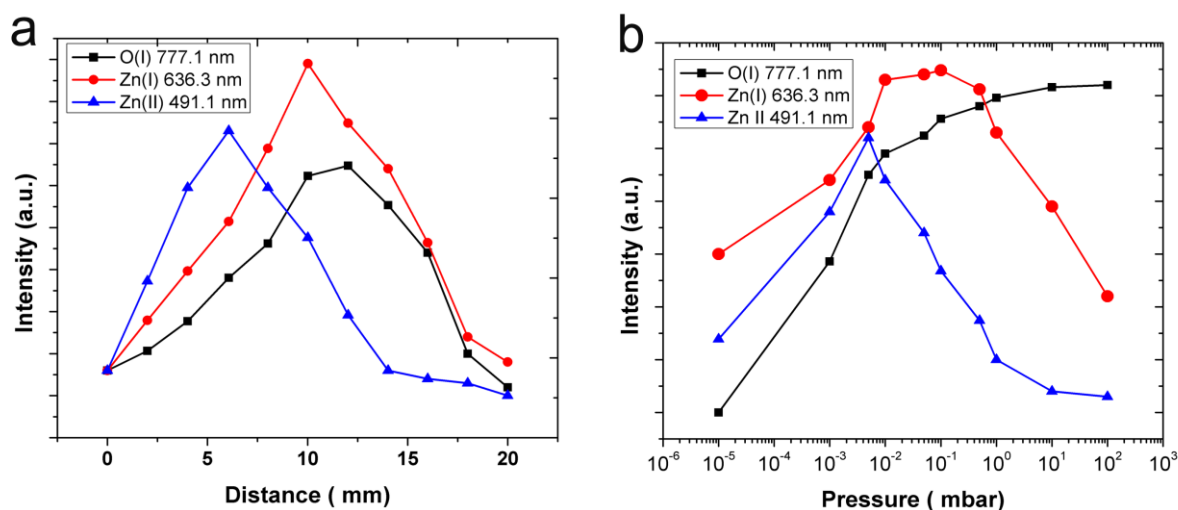 a
O(I) 777.1 nm
Zn(I) 636.3 nm
Zn(II) 491.1 nm
Intensity (a.u.)
0 5 10 15 20
Distance ( mm)
b
O(I) 777.1 nm
Zn(I) 636.3 nm
Zn II 491.1 nm
Intensity (a.u.)
10⁻⁶ 10⁻⁵ 10⁻⁴ 10⁻³ 10⁻² 10⁻¹ 10⁰ 10¹ 10² 10³
Pressure ( mbar)